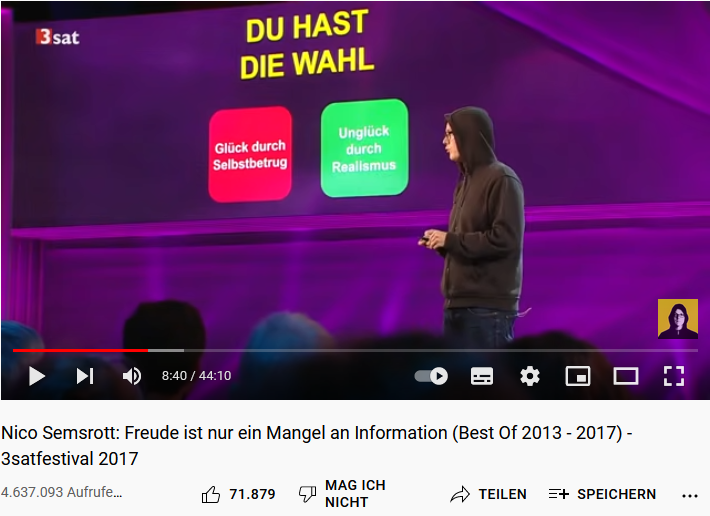 3sat
DU HAST
DIE WAHL
Glück durch
Selbstbetrug
Unglück
durch
Realismus
8:40 / 44:10
Nico Semsrott: Freude ist nur ein Mangel an Information (Best Of 2013 - 2017) -
3satfestival 2017
4.637.093 Aufrufe…
71.879
MAG ICH
NICHT
TEILEN
SPEICHERN